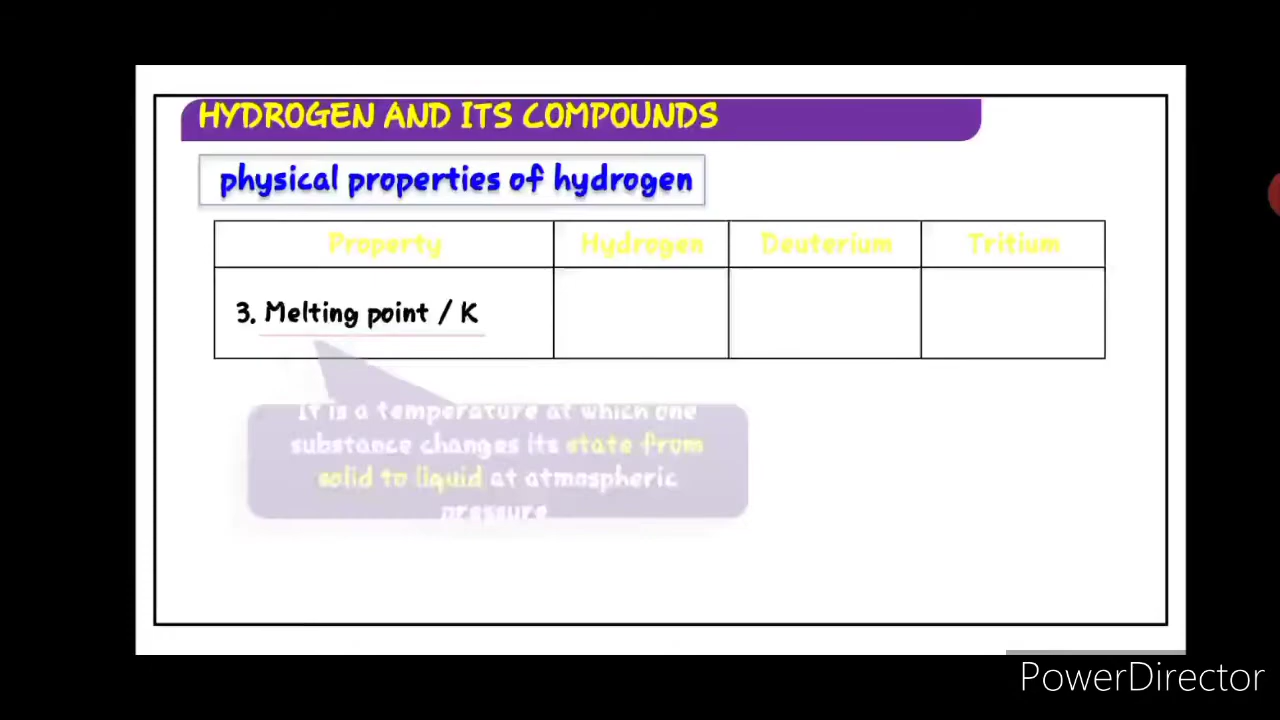 HYDROGEN AND ITS COMPOUNDS
physical properties of hydrogen
Property Hydrogen Deuterium Tritium
3. Melting point / K
It is a temperature at which one
substance changes its state from
solid to liquid at atmospheric
pressure
PowerDirector